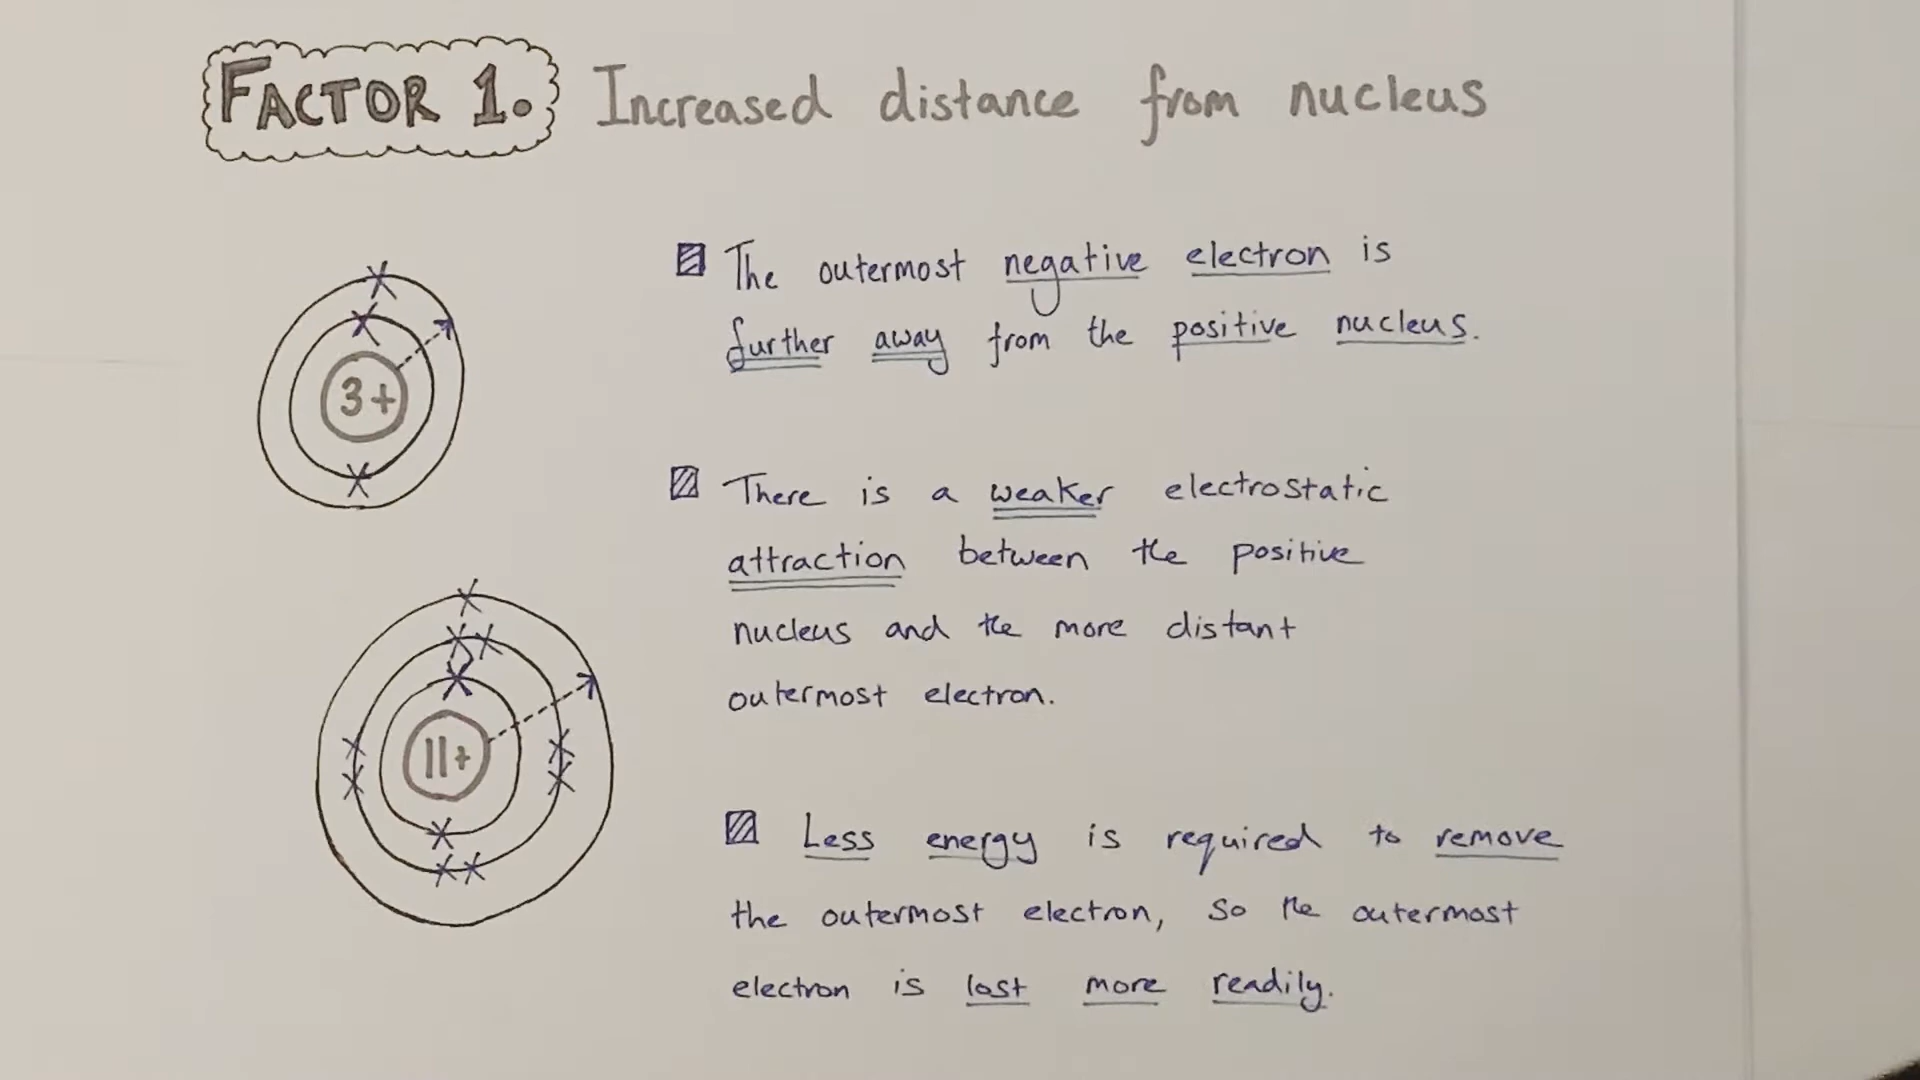 FACTOR 1. Increased distance from nucleus
The outermost negative electron is
further away from the positive nucleus.
3+
There is a weaker electrostatic
attraction between the positive
nucleus and the more distant
outermost electron.
11+
Less energy is required to remove
the outermost electron, so the outermost
electron is lost more readily.